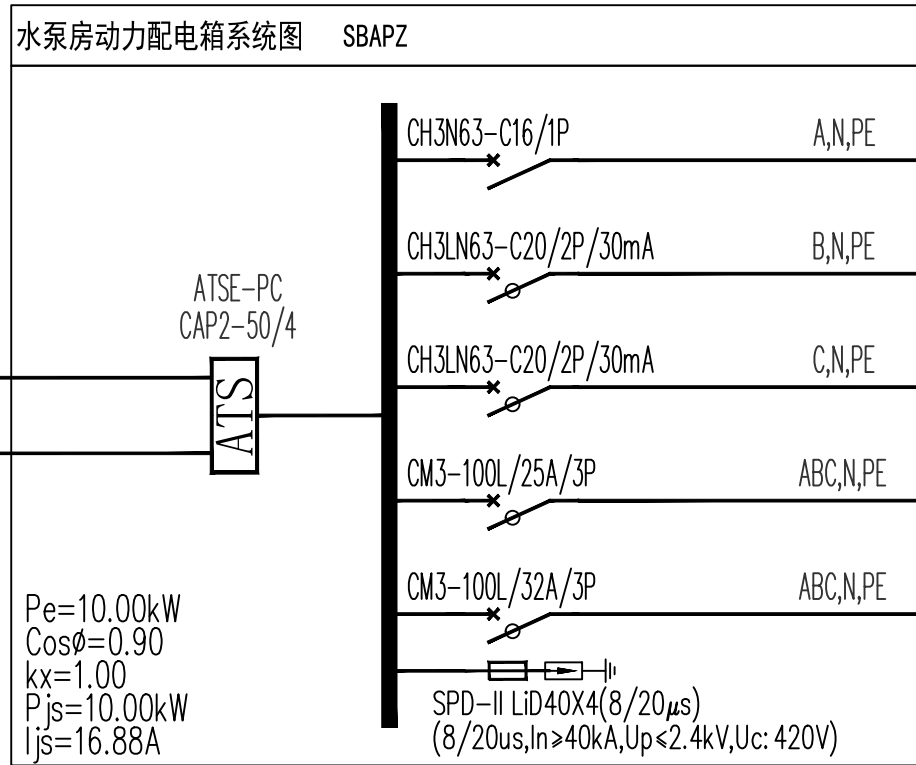 水泵房动力配电箱系统图 SBAPZ
CH3N63-C16/1P A,N,PE
CH3LN63-C20/2P/30mA B,N,PE
ATSE-PC
CAP2-50/4
CH3LN63-C20/2P/30mA C,N,PE
ATS
CM3-100L/25A/3P ABC,N,PE
CM3-100L/32A/3P ABC,N,PE
Pe=10.00kW
Cosø=0.90
kx=1.00
Pjs=10.00kW
Ijs=16.88A
SPD-II LiD40X4(8/20μs)
(8/20us,In≥40kA,Up≤2.4kV,Uc: 420V)